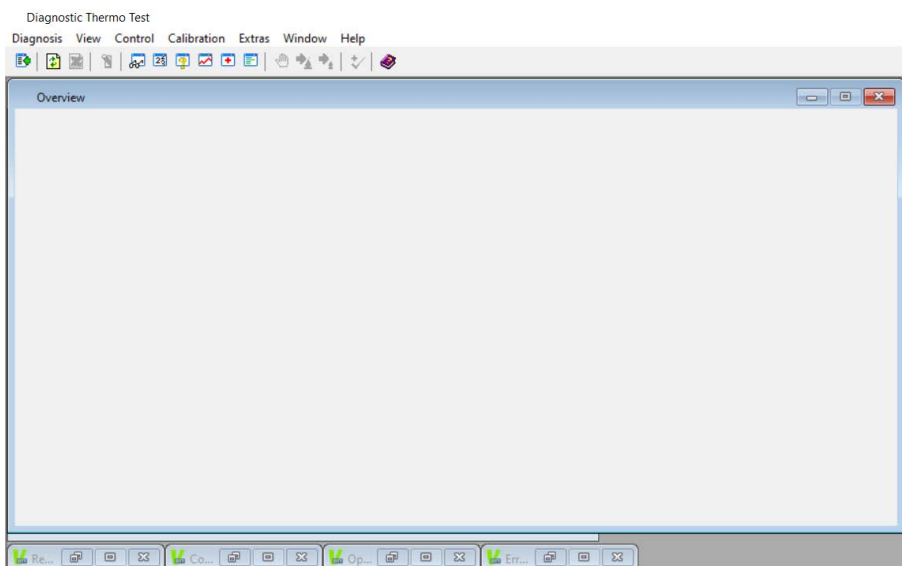 Diagnostic Thermo Test
Diagnosis View Control Calibration Extras Window Help
Overview
Re... Co... Op... Err...